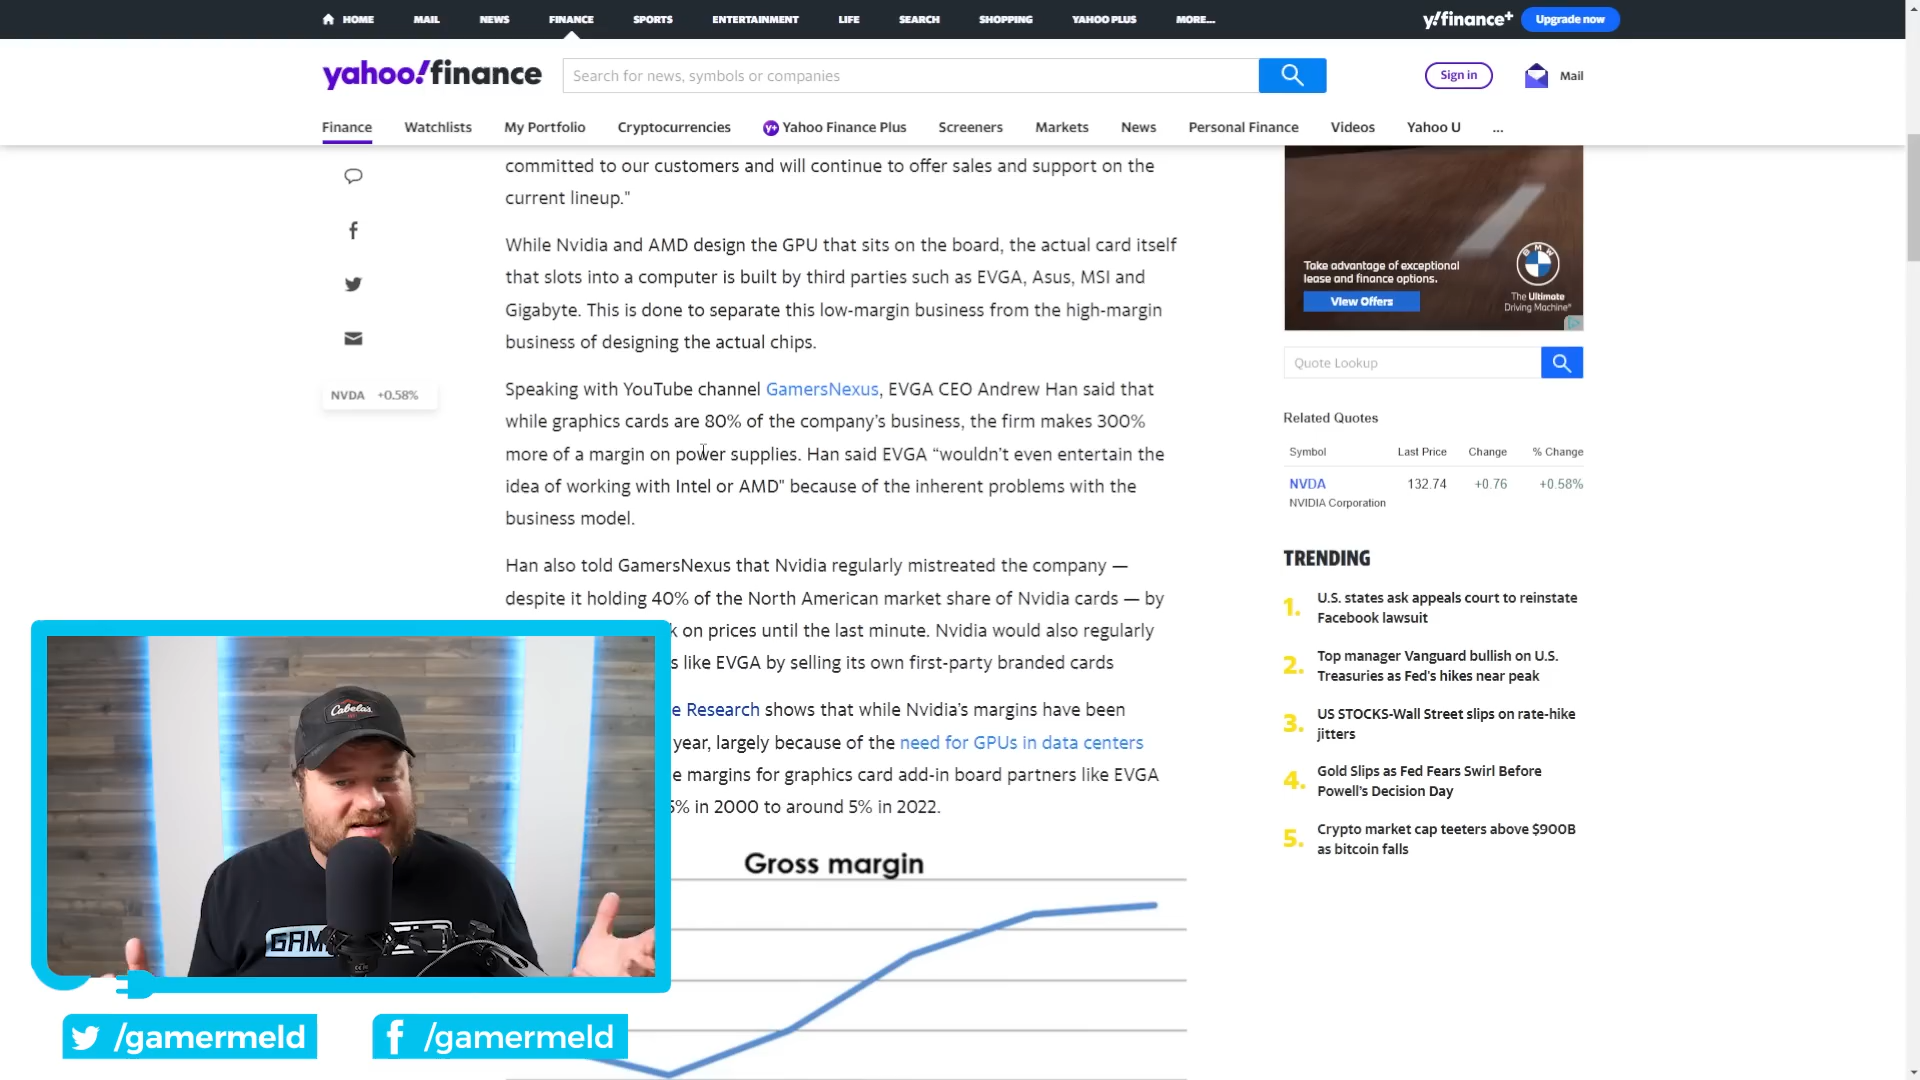 HOME MAIL NEWS FINANCE SPORTS ENTERTAINMENT LIFE SEARCH SHOPPING YAHOO PLUS MORE... y!finance+ Upgrade now
yahoo!finance Search for news, symbols or companies Sign in Mail
Finance Watchlists My Portfolio Cryptocurrencies y+ Yahoo Finance Plus Screeners Markets News Personal Finance Videos Yahoo U ...
committed to our customers and will continue to offer sales and support on the
current lineup."
While Nvidia and AMD design the GPU that sits on the board, the actual card itself
that slots into a computer is built by third parties such as EVGA, Asus, MSI and
Gigabyte. This is done to separate this low-margin business from the high-margin
business of designing the actual chips.
NVDA +0.58%
Speaking with YouTube channel GamersNexus, EVGA CEO Andrew Han said that
while graphics cards are 80% of the company's business, the firm makes 300%
more of a margin on power supplies. Han said EVGA “wouldn't even entertain the
idea of working with Intel or AMD" because of the inherent problems with the
business model.
Han also told GamersNexus that Nvidia regularly mistreated the company —
despite it holding 40% of the North American market share of Nvidia cards — by
k on prices until the last minute. Nvidia would also regularly
s like EVGA by selling its own first-party branded cards
e Research shows that while Nvidia's margins have been
year, largely because of the need for GPUs in data centers
e margins for graphics card add-in board partners like EVGA
5% in 2000 to around 5% in 2022.
Gross margin
Take advantage of exceptional
lease and finance options.
View Offers
BMW
The Ultimate
Driving Machine®
Quote Lookup
Related Quotes
Symbol Last Price Change % Change
NVDA 132.74 +0.76 +0.58%
NVIDIA Corporation
TRENDING
1. U.S. states ask appeals court to reinstate
Facebook lawsuit
2. Top manager Vanguard bullish on U.S.
Treasuries as Fed's hikes near peak
3. US STOCKS-Wall Street slips on rate-hike
jitters
4. Gold Slips as Fed Fears Swirl Before
Powell's Decision Day
5. Crypto market cap teeters above $900B
as bitcoin falls
Cabela's
GAM
/gamermeld
/gamermeld